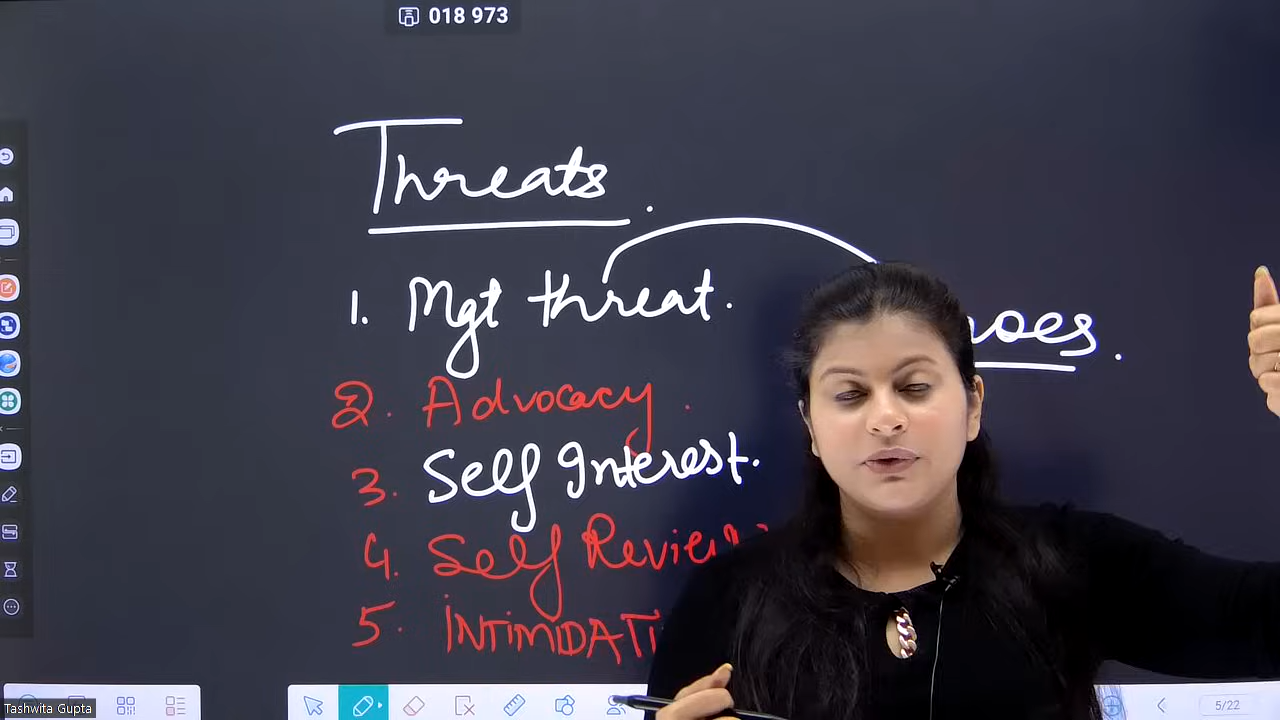 018 973
Threats.
1. Mgt threat.
2. Advocacy.
3. Self Interest.
4. Self Review
5. INTIMIDATI
Tashwita Gupta
5/22